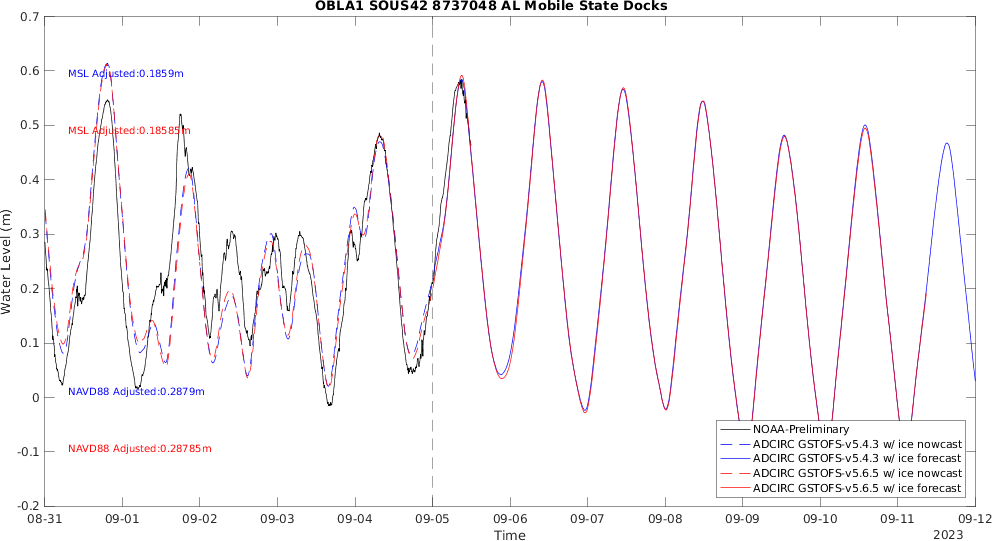 OBLA1 SOUS42 8737048 AL Mobile State Docks
0.7
0.6
0.5
0.4
0.3
0.2
0.1
0
-0.1
-0.2
Water Level (m)
MSL Adjusted:0.1859m
MSL Adjusted:0.18585m
NAVD88 Adjusted:0.2879m
NAVD88 Adjusted:0.28785m
NOAA-Preliminary
ADCIRC GSTOFS-v5.4.3 w/ ice nowcast
ADCIRC GSTOFS-v5.4.3 w/ ice forecast
ADCIRC GSTOFS-v5.6.5 w/ ice nowcast
ADCIRC GSTOFS-v5.6.5 w/ ice forecast
08-31 09-01 09-02 09-03 09-04 09-05 09-06 09-07 09-08 09-09 09-10 09-11 09-12
Time
2023